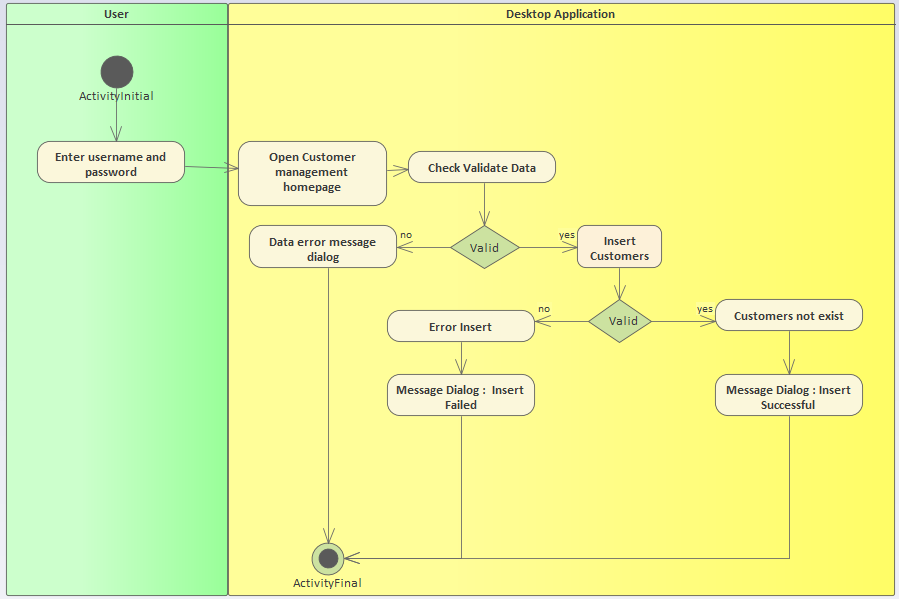 User
Desktop Application
ActivityInitial
Enter username and
password
Open Customer
management
homepage
Check Validate Data
Data error message
dialog
no
Valid
yes
Insert
Customers
Error Insert
no
Valid
yes
Customers not exist
Message Dialog :  Insert
Failed
Message Dialog : Insert
Successful
ActivityFinal